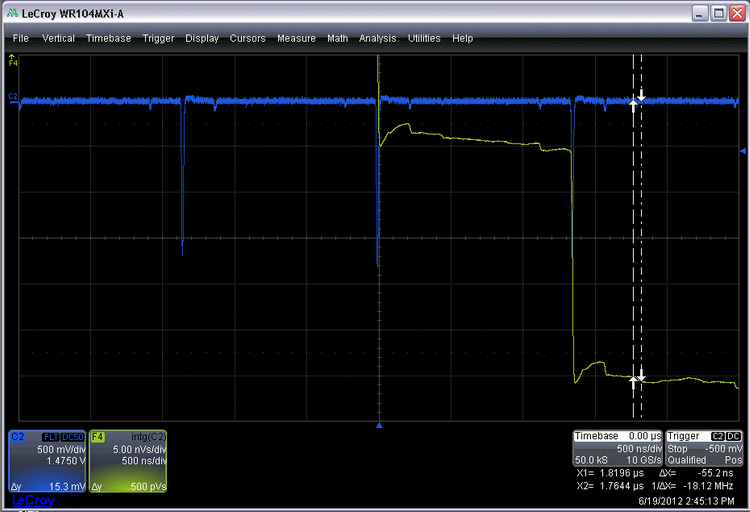 LeCroy WR104MXi-A
File Vertical Timebase Trigger Display Cursors Measure Math Analysis Utilities Help
F4
C2
C2 FLT DC50
500 mV/div
1.4750 V
Δy 15.3 mV
F4 intg(C2)
5.00 nVs/div
500 ns/div
Δy 500 pVs
Timebase 0.00 µs
500 ns/div
50.0 kS 10 GS/s
Trigger C2 DC
Stop -500 mV
Qualified Pos
X1= 1.8196 µs ΔX= -55.2 ns
X2= 1.7644 µs 1/ΔX= -18.12 MHz
LeCroy
6/19/2012 2:45:13 PM